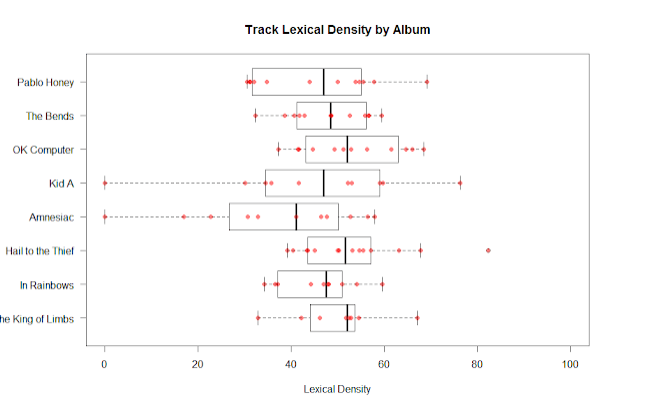 Track Lexical Density by Album
Pablo Honey
The Bends
OK Computer
Kid A
Amnesiac
Hail to the Thief
In Rainbows
he King of Limbs
0 20 40 60 80 100
Lexical Density